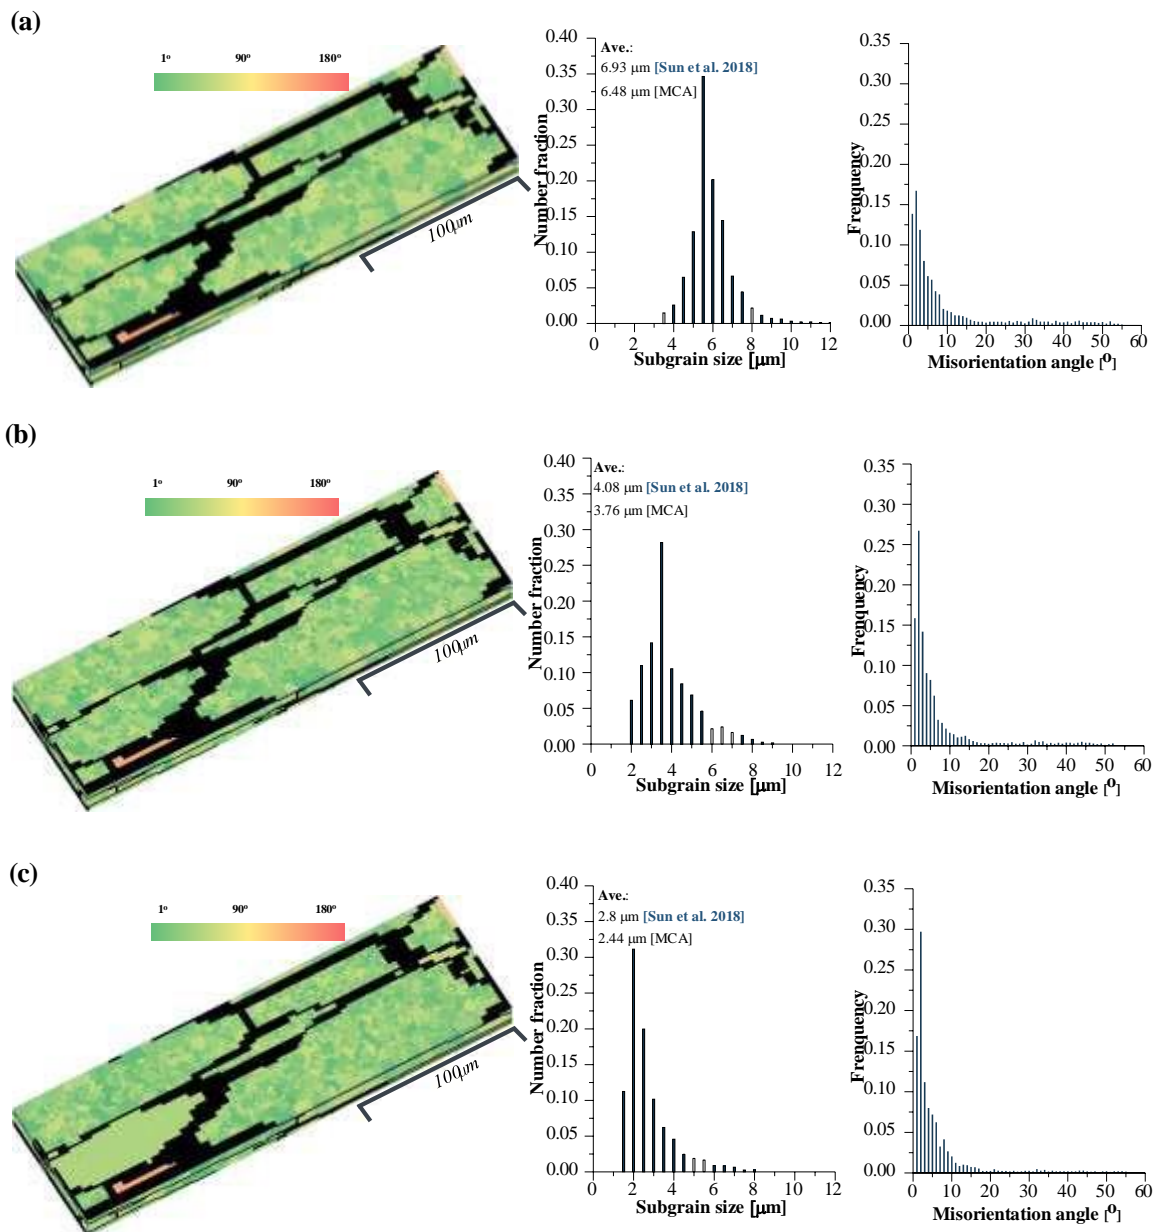 (a)
1° 90° 180°
100μm
Number fraction
0.40
0.35
0.30
0.25
0.20
0.15
0.10
0.05
0.00
Ave.:
6.93 μm [Sun et al. 2018]
6.48 μm [MCA]
0 2 4 6 8 10 12
Subgrain size [μm]
Frenquency
0.35
0.30
0.25
0.20
0.15
0.10
0.05
0.00
0 10 20 30 40 50 60
Misorientation angle [°]
(b)
1° 90° 180°
100μm
Number fraction
0.40
0.35
0.30
0.25
0.20
0.15
0.10
0.05
0.00
Ave.:
4.08 μm [Sun et al. 2018]
3.76 μm [MCA]
0 2 4 6 8 10 12
Subgrain size [μm]
Frenquency
0.35
0.30
0.25
0.20
0.15
0.10
0.05
0.00
0 10 20 30 40 50 60
Misorientation angle [°]
(c)
1° 90° 180°
100μm
Number fraction
0.40
0.35
0.30
0.25
0.20
0.15
0.10
0.05
0.00
Ave.:
2.8 μm [Sun et al. 2018]
2.44 μm [MCA]
0 2 4 6 8 10 12
Subgrain size [μm]
Frenquency
0.35
0.30
0.25
0.20
0.15
0.10
0.05
0.00
0 10 20 30 40 50 60
Misorientation angle [°]